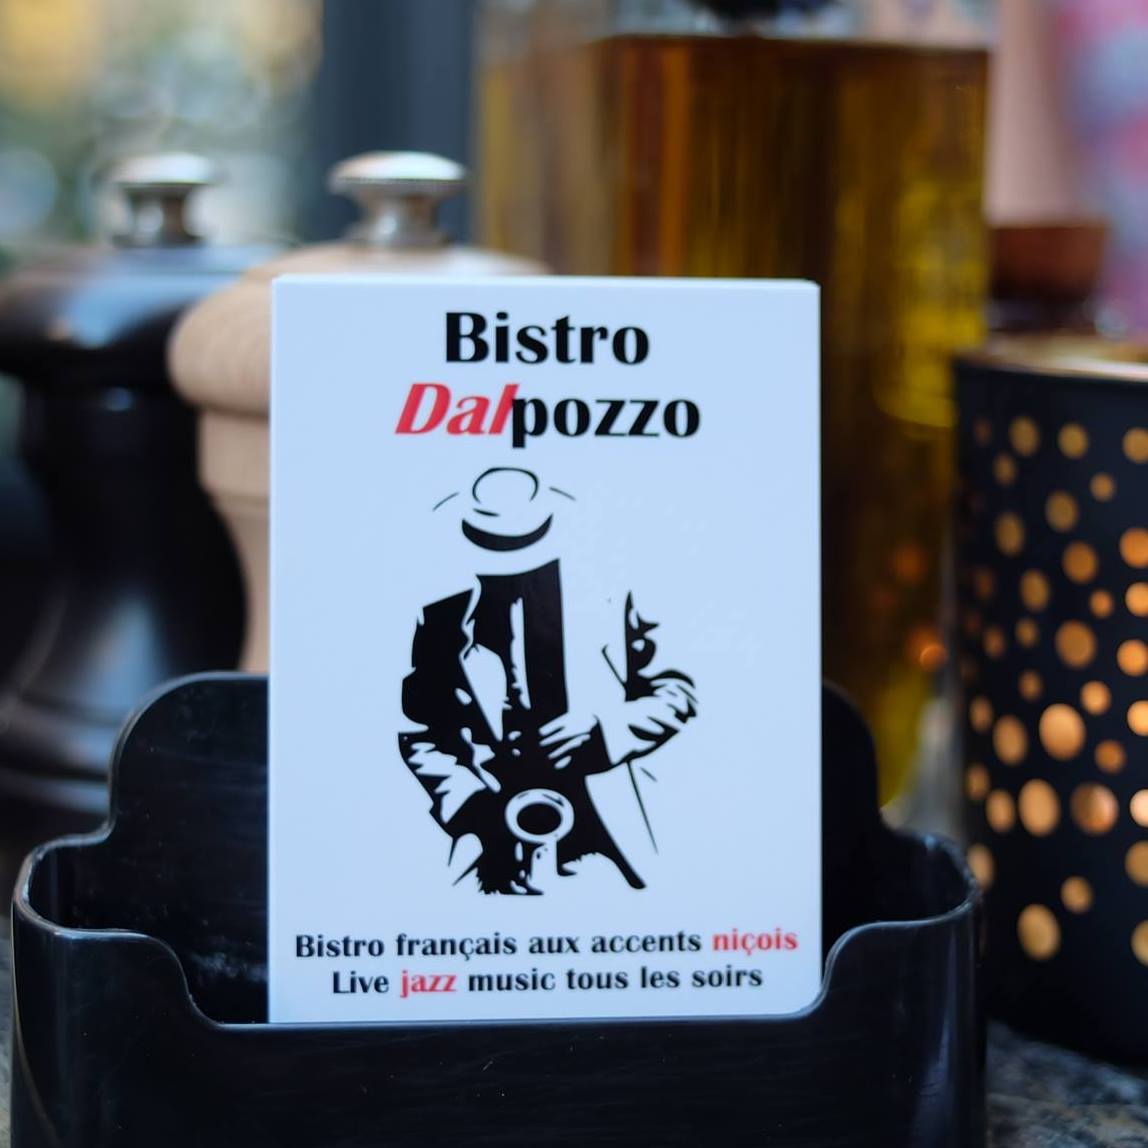 Bistro
Dalpozzo
Bistro français aux accents niçois
Live jazz music tous les soirs